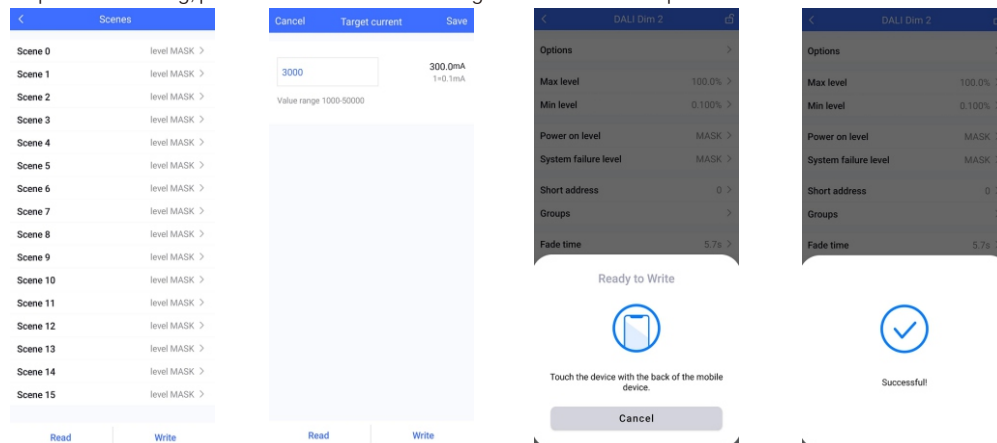 Scenes
Scene 0 level MASK >
Scene 1 level MASK >
Scene 2 level MASK >
Scene 3 level MASK >
Scene 4 level MASK >
Scene 5 level MASK >
Scene 6 level MASK >
Scene 7 level MASK >
Scene 8 level MASK >
Scene 9 level MASK >
Scene 10 level MASK >
Scene 11 level MASK >
Scene 12 level MASK >
Scene 13 level MASK >
Scene 14 level MASK >
Scene 15 level MASK >
Read Write
Cancel Target current Save
3000 300.0mA
1=0.1mA
Value range 1000-50000
Read Write
DALI Dim 2
Options >
Max level 100.0% >
Min level 0.100% >
Power on level MASK >
System failure level MASK >
Short address 0 >
Groups >
Fade time 5.7s >
Ready to Write
Touch the device with the back of the mobile
device.
Cancel
DALI Dim 2
Options
Max level 100.0%
Min level 0.100%
Power on level MASK
System failure level MASK
Short address 0
Groups
Fade time 5.7s
Successful!